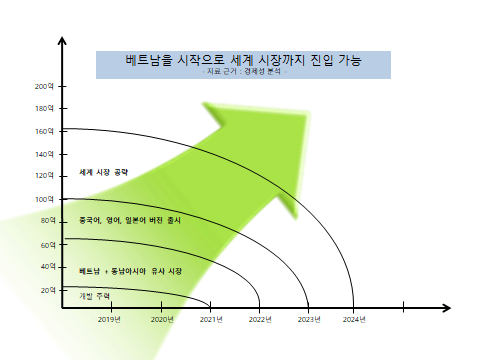 베트남을 시작으로 세계 시장까지 진입 가능
- 지료 근거 : 경제성 분석 -
200억
180억
160억
140억
120억
100억
80억
60억
40억
20억
세계 시장 공략
중국어, 영어, 일본어 버전 출시
베트남 + 동남아시아 유사 시장
개발 주력
2019년
2020년
2021년
2022년
2023년
2024년